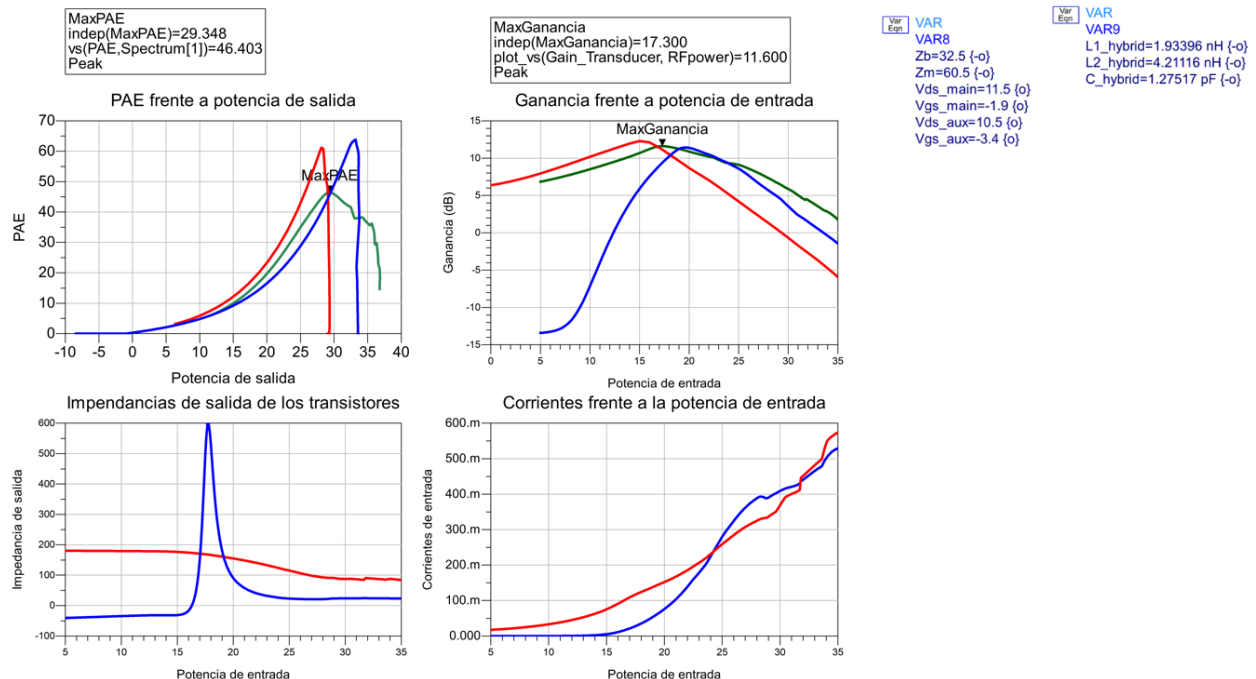 MaxPAE
indep(MaxPAE)=29.348
vs(PAE,Spectrum[1])=46.403
Peak
MaxGanancia
indep(MaxGanancia)=17.300
plot_vs(Gain_Transducer, RFpower)=11.600
Peak
Var
Eqn
VAR
VAR8
Zb=32.5 {-o}
Zm=60.5 {-o}
Vds_main=11.5 {o}
Vgs_main=-1.9 {o}
Vds_aux=10.5 {o}
Vgs_aux=-3.4 {o}
Var
Eqn
VAR
VAR9
L1_hybrid=1.93396 nH {-o}
L2_hybrid=4.21116 nH {-o}
C_hybrid=1.27517 pF {-o}
PAE frente a potencia de salida
PAE
70
60
50
40
30
20
10
0
MaxPAE
-10 -5 0 5 10 15 20 25 30 35 40
Potencia de salida
Ganancia frente a potencia de entrada
Ganancia (dB)
15
10
5
0
-5
-10
-15
MaxGanancia
0 5 10 15 20 25 30 35
Potencia de entrada
Impendancias de salida de los transistores
Impedancia de salida
600
500
400
300
200
100
0
-100
5 10 15 20 25 30 35
Potencia de entrada
Corrientes frente a la potencia de entrada
Corrientes de entrada
600.m
500.m
400.m
300.m
200.m
100.m
0.000
5 10 15 20 25 30 35
Potencia de entrada